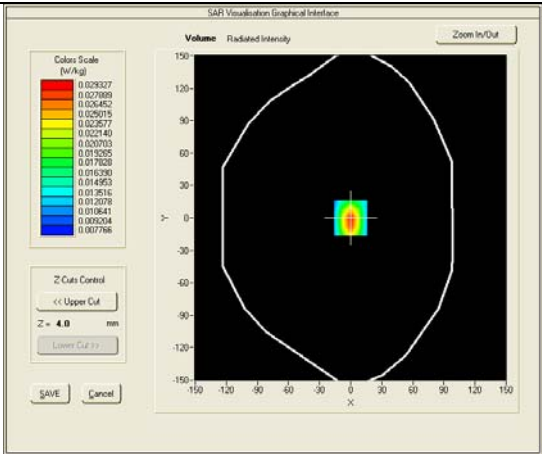 SAR Visualisation Graphical Interface
Volume Radiated Intensity
Zoom In/Out
Colors Scale
(W/kg)
0.029327
0.027889
0.026452
0.025015
0.023577
0.022140
0.020703
0.019265
0.017828
0.016390
0.014953
0.013516
0.012078
0.010641
0.009204
0.007766
150
90
60
30
0
-30
-60
-90
-120
-150
Y
-150 -120 -90 -60 -30 0 30 60 90 120 150
X
Z Cuts Control
<< Upper Cut
Z = 4.0 mm
Lower Cut >>
SAVE Cancel